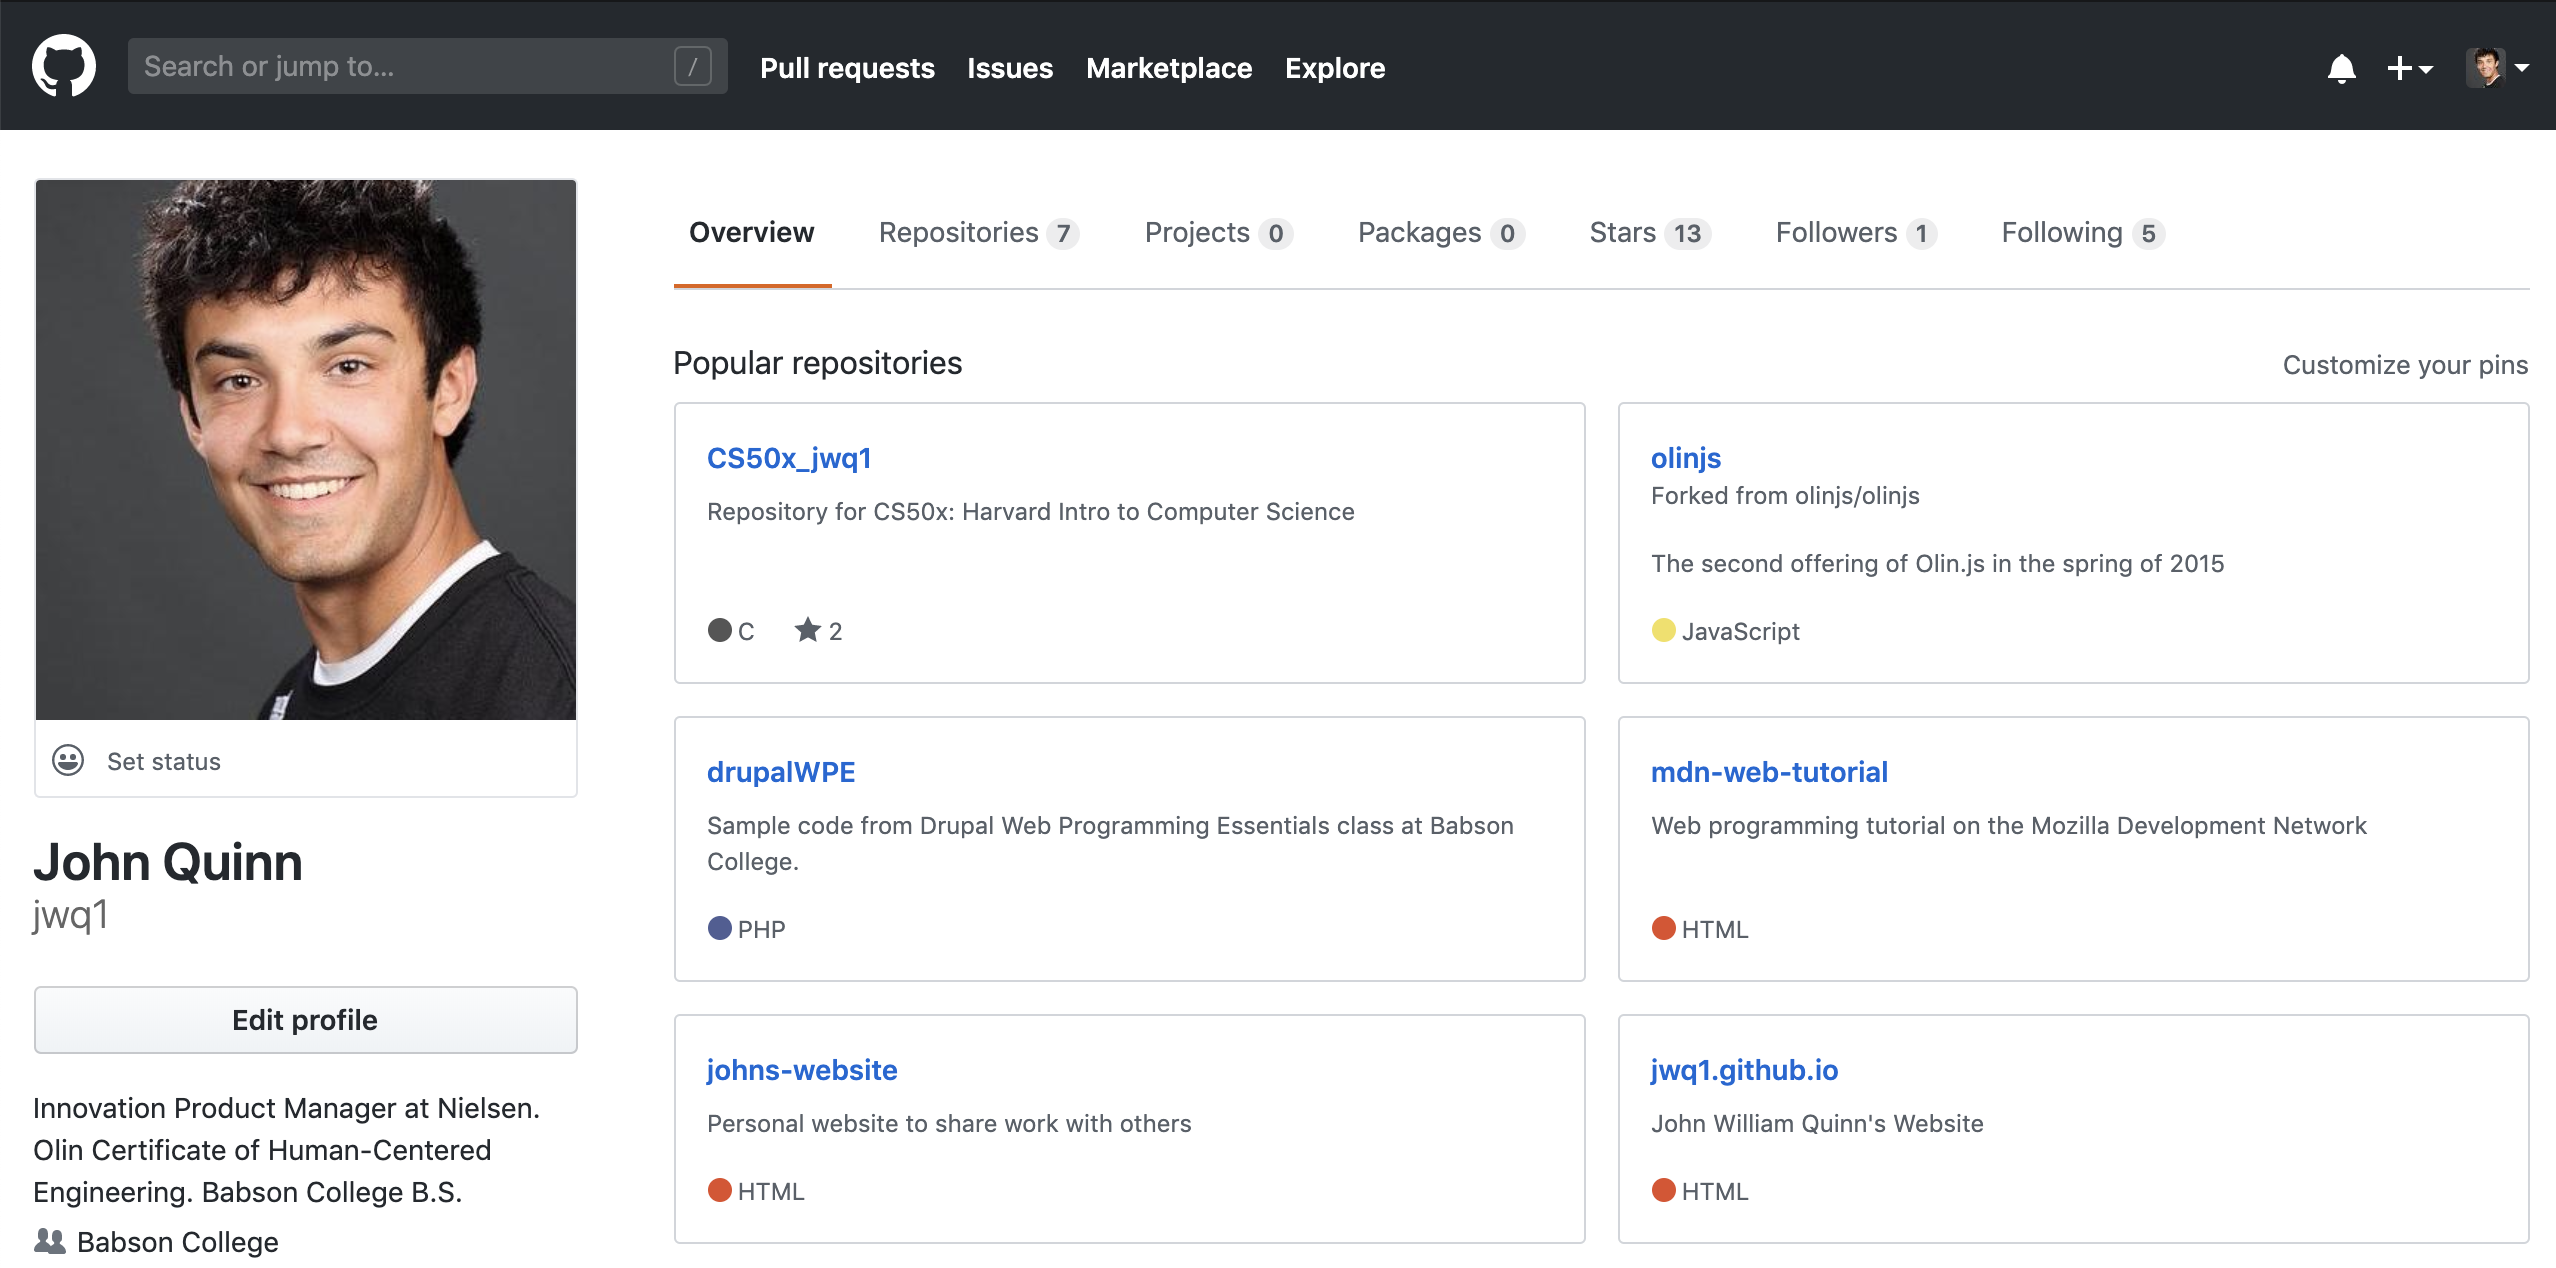 Search or jump to... /
Pull requests Issues Marketplace Explore
Overview Repositories 7 Projects 0 Packages 0 Stars 13 Followers 1 Following 5
Set status
John Quinn
jwq1
Edit profile
Innovation Product Manager at Nielsen.
Olin Certificate of Human-Centered
Engineering. Babson College B.S.
Babson College
Popular repositories
Customize your pins
CS50x_jwq1
Repository for CS50x: Harvard Intro to Computer Science
C 2
olinjs
Forked from olinjs/olinjs
The second offering of Olin.js in the spring of 2015
JavaScript
drupalWPE
Sample code from Drupal Web Programming Essentials class at Babson
College.
PHP
mdn-web-tutorial
Web programming tutorial on the Mozilla Development Network
HTML
johns-website
Personal website to share work with others
HTML
jwq1.github.io
John William Quinn's Website
HTML